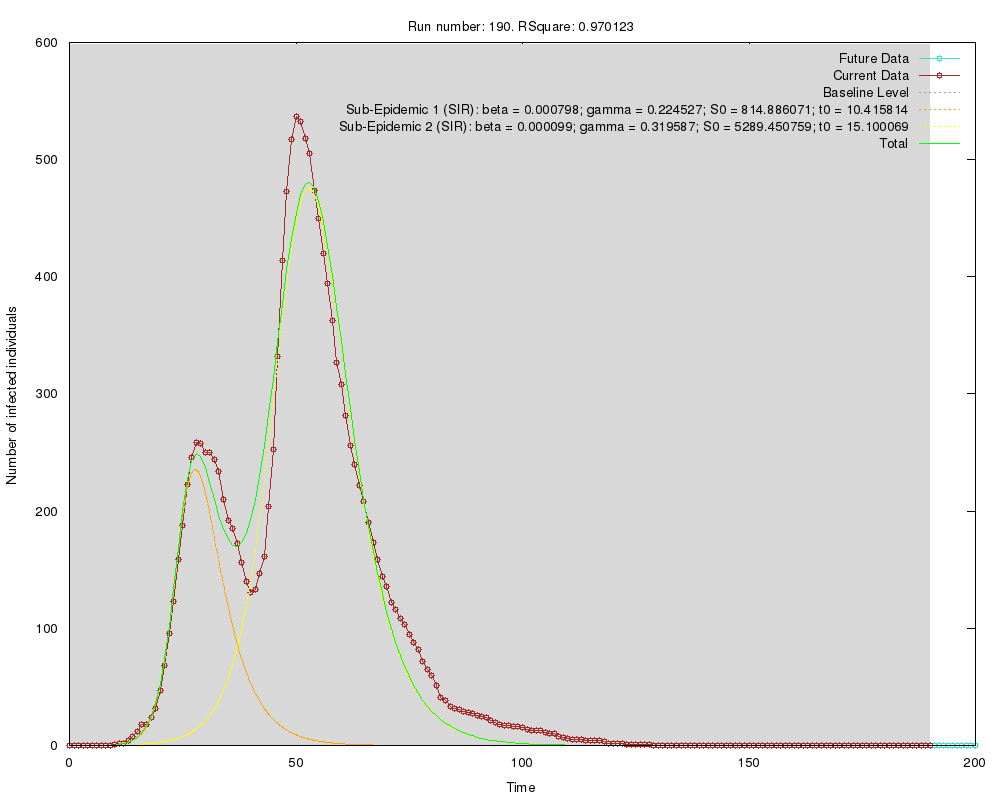 Run number: 190. RSquare: 0.970123
600
500
400
300
200
100
0
Number of infected individuals
Future Data
Current Data
Baseline Level
Sub-Epidemic 1 (SIR): beta = 0.000798; gamma = 0.224527; S0 = 814.886071; t0 = 10.415814
Sub-Epidemic 2 (SIR): beta = 0.000099; gamma = 0.319587; S0 = 5289.450759; t0 = 15.100069
Total
0 50 100 150 200
Time